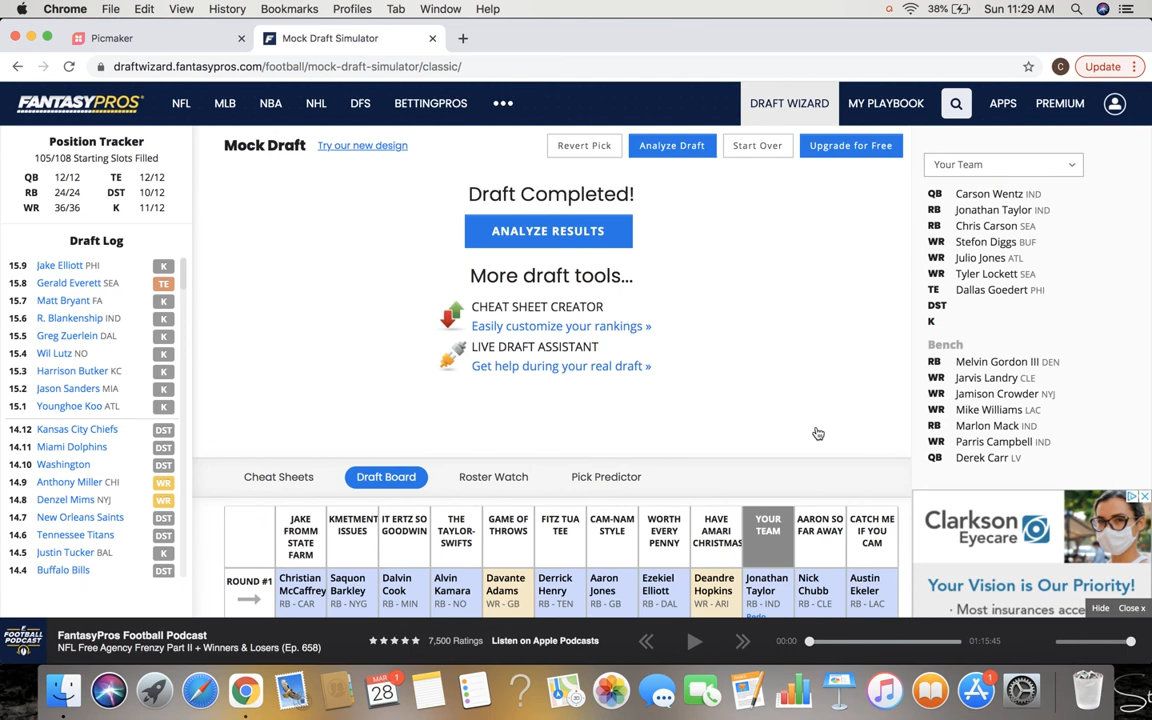 Chrome File Edit View History Bookmarks Profiles Tab Window Help 38% Sun 11:29 AM
Picmaker Mock Draft Simulator
draftwizard.fantasypros.com/football/mock-draft-simulator/classic/ C Update
FANTASYPROS NFL MLB NBA NHL DFS BETTINGPROS ••• DRAFT WIZARD MY PLAYBOOK APPS PREMIUM
Position Tracker
105/108 Starting Slots Filled
QB 12/12 TE 12/12
RB 24/24 DST 10/12
WR 36/36 K 11/12
Draft Log
15.9 Jake Elliott PHI K
15.8 Gerald Everett SEA TE
15.7 Matt Bryant FA K
15.6 R. Blankenship IND K
15.5 Greg Zuerlein DAL K
15.4 Wil Lutz NO K
15.3 Harrison Butker KC K
15.2 Jason Sanders MIA K
15.1 Younghoe Koo ATL K
14.12 Kansas City Chiefs DST
14.11 Miami Dolphins DST
14.10 Washington DST
14.9 Anthony Miller CHI WR
14.8 Denzel Mims NYJ WR
14.7 New Orleans Saints DST
14.6 Tennessee Titans DST
14.5 Justin Tucker BAL K
14.4 Buffalo Bills DST
Mock Draft Try our new design Revert Pick Analyze Draft Start Over Upgrade for Free
Draft Completed!
ANALYZE RESULTS
More draft tools...
CHEAT SHEET CREATOR
Easily customize your rankings »
LIVE DRAFT ASSISTANT
Get help during your real draft »
Cheat Sheets Draft Board Roster Watch Pick Predictor
JAKE FROMM STATE FARM
KMETMENT ISSUES
IT ERTZ SO GOODWIN
THE TAYLOR-SWIFTS
GAME OF THROWS
FITZ TUA TEE
CAM-NAM STYLE
WORTH EVERY PENNY
HAVE AMARI CHRISTMAS
YOUR TEAM
AARON SO FAR AWAY
CATCH ME IF YOU CAM
ROUND #1
Christian McCaffrey RB - CAR
Saquon Barkley RB - NYG
Dalvin Cook RB - MIN
Alvin Kamara RB - NO
Davante Adams WR - GB
Derrick Henry RB - TEN
Aaron Jones RB - GB
Ezekiel Elliott RB - DAL
Deandre Hopkins WR - ARI
Jonathan Taylor RB - IND
Redo
Nick Chubb RB - CLE
Austin Ekeler RB - LAC
Your Team
QB Carson Wentz IND
RB Jonathan Taylor IND
RB Chris Carson SEA
WR Stefon Diggs BUF
WR Julio Jones ATL
WR Tyler Lockett SEA
TE Dallas Goedert PHI
DST
K
Bench
RB Melvin Gordon III DEN
WR Jarvis Landry CLE
WR Jamison Crowder NYJ
WR Mike Williams LAC
RB Marlon Mack IND
WR Parris Campbell IND
QB Derek Carr LV
Clarkson
Eyecare
Your Vision is Our Priority!
• Most insurances acce
Hide Close x
FOOTBALL PODCAST
FantasyPros Football Podcast
NFL Free Agency Frenzy Part II + Winners & Losers (Ep. 658)
7,500 Ratings Listen on Apple Podcasts 00:00 01:15:45
MAR 28
1
1
St